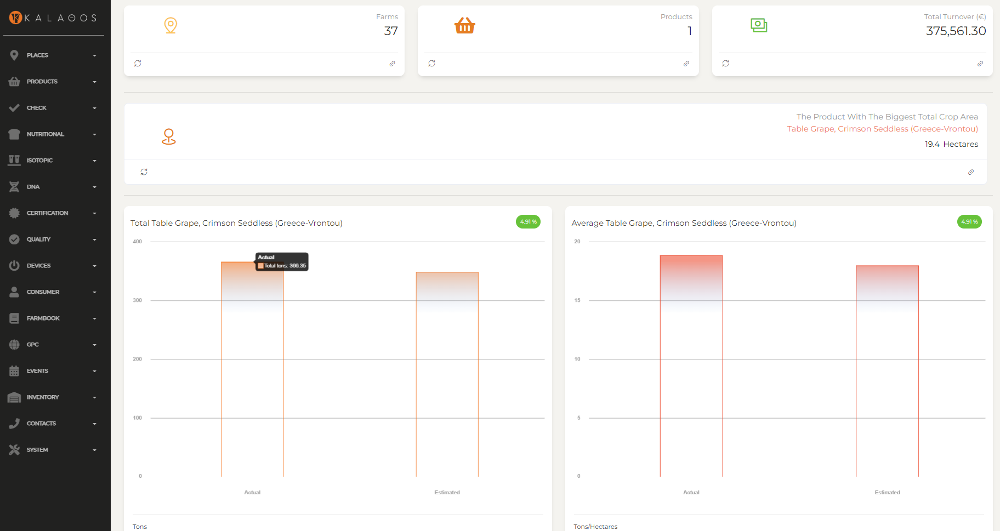 KALAΘOS
PLACES
PRODUCTS
CHECK
NUTRITIONAL
ISOTOPIC
DNA
CERTIFICATION
QUALITY
DEVICES
CONSUMER
FARMBOOK
GPC
EVENTS
INVENTORY
CONTACTS
SYSTEM
Farms
37
Products
1
Total Turnover (€)
375,561.30
The Product With The Biggest Total Crop Area
Table Grape, Crimson Seddless (Greece-Vrontou)
19.4 Hectares
Total Table Grape, Crimson Seddless (Greece-Vrontou)
4.91 %
400
300
200
100
0
Actual
Total tons: 366.35
Actual
Estimated
Tons
Average Table Grape, Crimson Seddless (Greece-Vrontou)
4.91 %
20
15
10
5
0
Actual
Estimated
Tons/Hectares